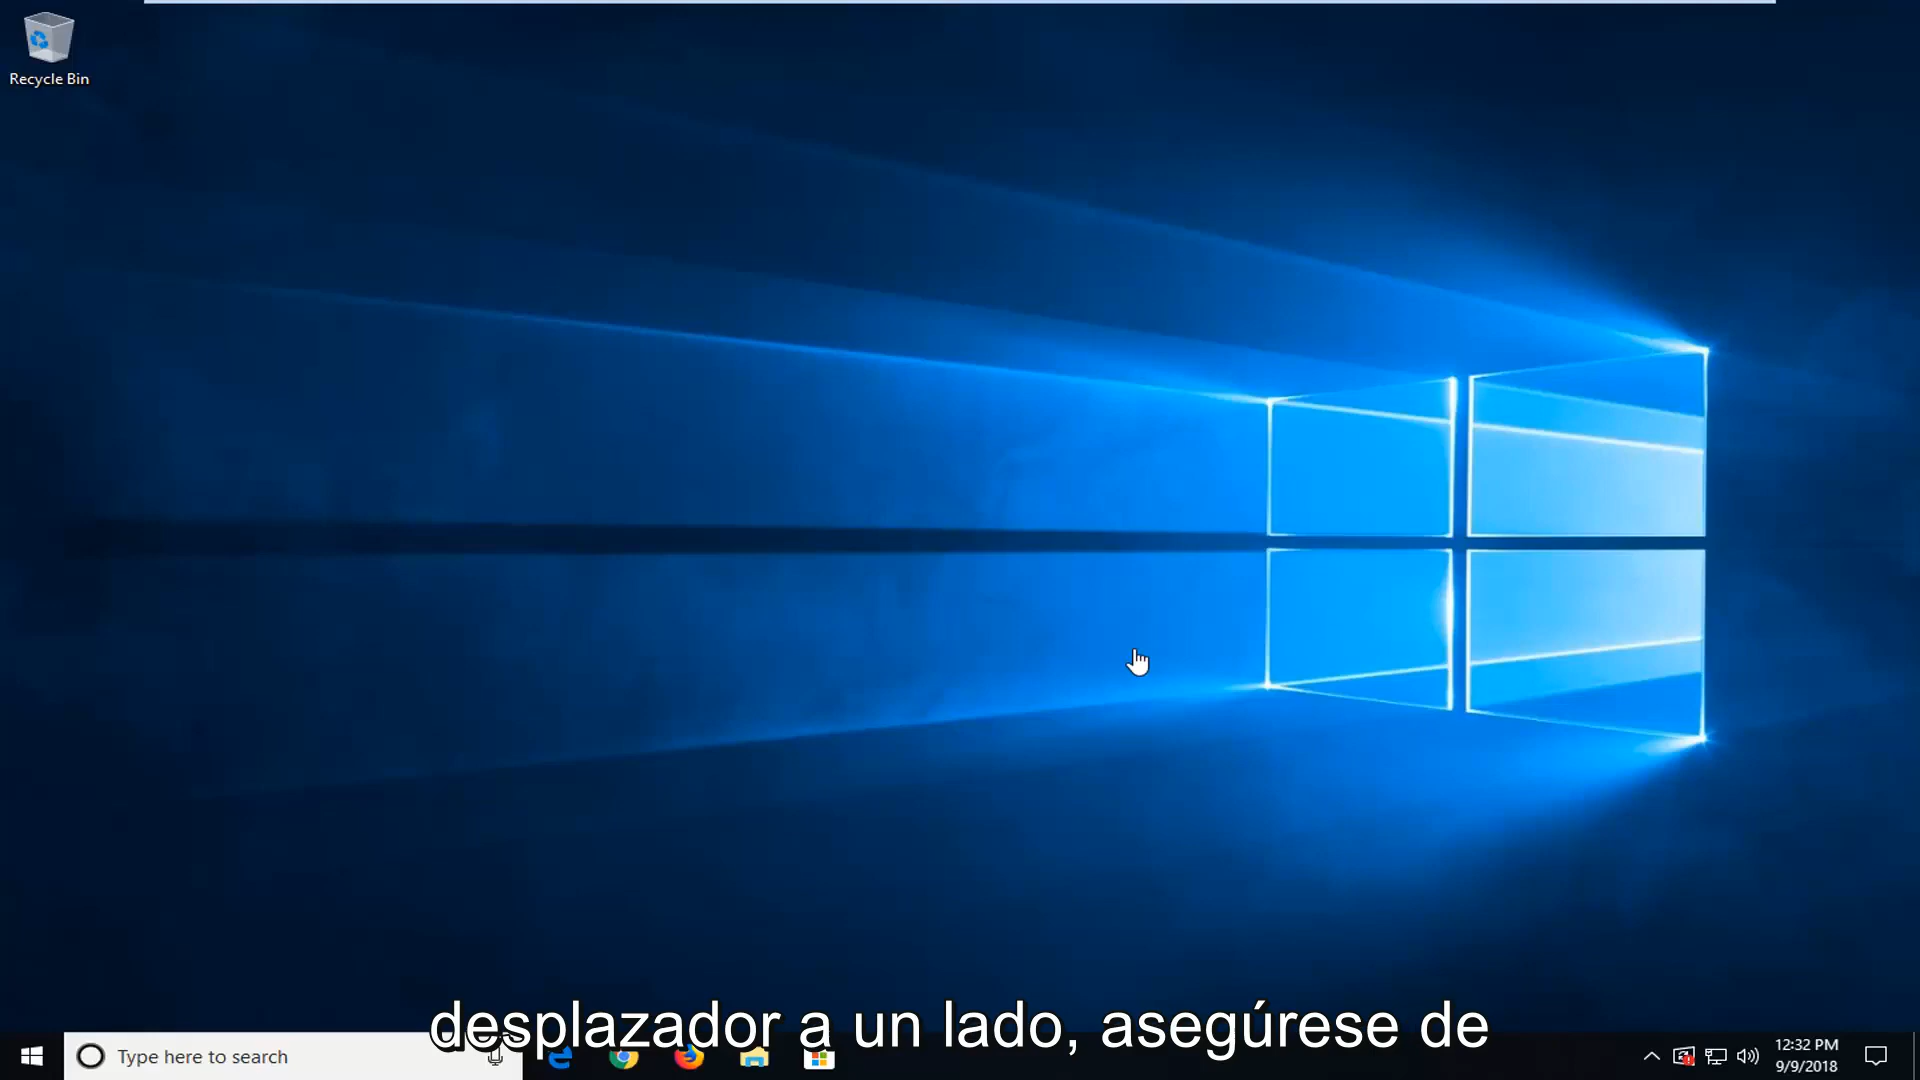 Recycle Bin
desplazador a un lado, asegúrese de
Type here to search
12:32 PM
9/9/2018